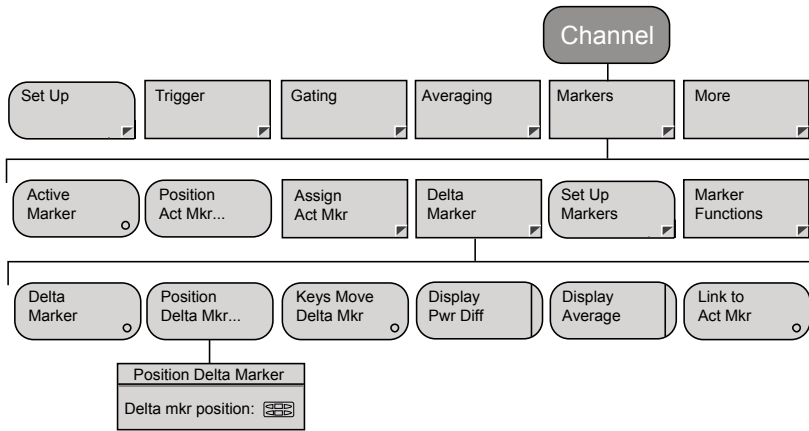 Channel
Set Up
Trigger
Gating
Averaging
Markers
More
Active
Marker
Position
Act Mkr...
Assign
Act Mkr
Delta
Marker
Set Up
Markers
Marker
Functions
Delta
Marker
Position
Delta Mkr...
Keys Move
Delta Mkr
Display
Pwr Diff
Display
Average
Link to
Act Mkr
Position Delta Marker
Delta mkr position: